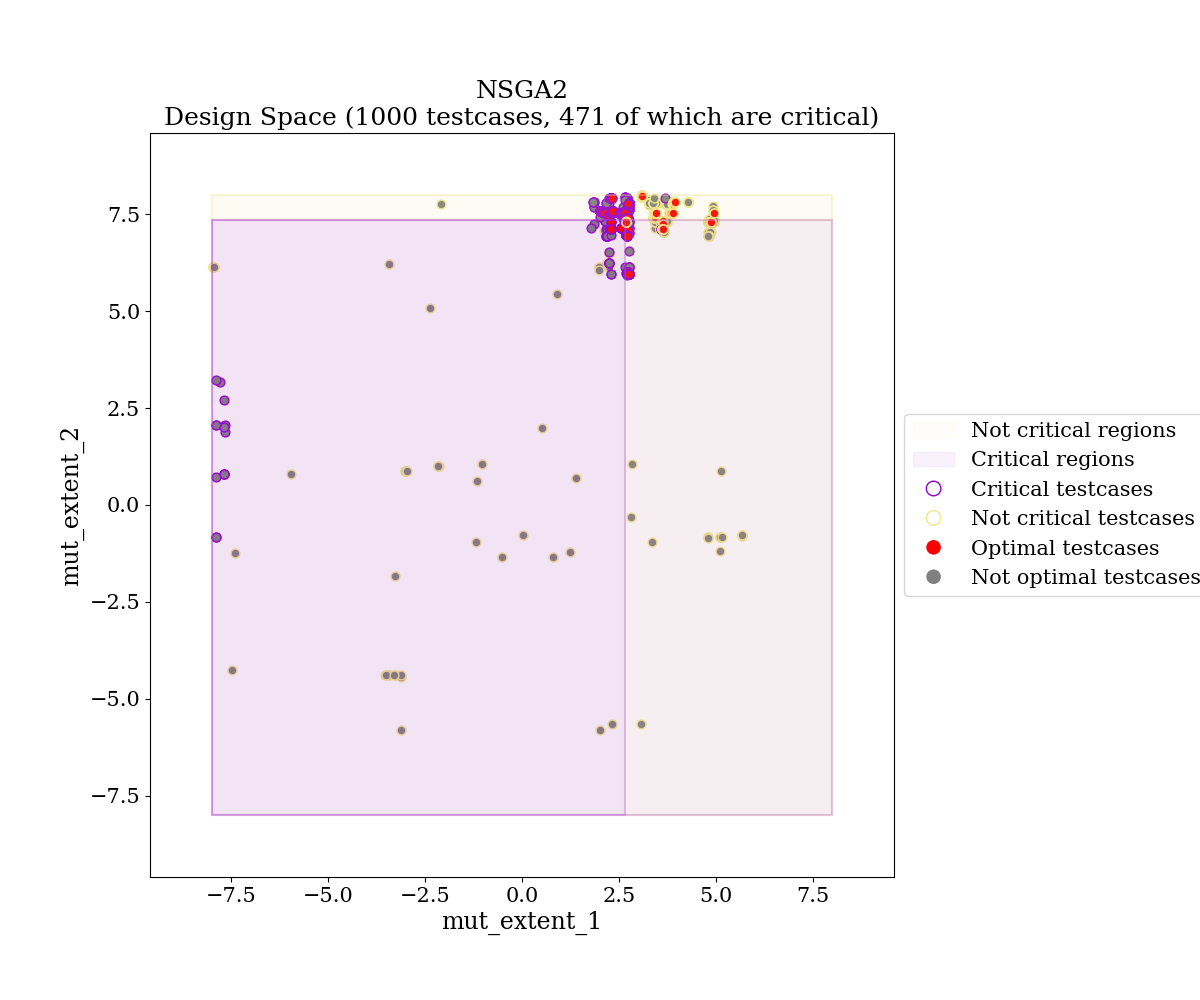 NSGA2
Design Space (1000 testcases, 471 of which are critical)
mut_extent_2
7.5
5.0
2.5
0.0
−2.5
−5.0
−7.5
−7.5
−5.0
−2.5
0.0
2.5
5.0
7.5
mut_extent_1
Not critical regions
Critical regions
Critical testcases
Not critical testcases
Optimal testcases
Not optimal testcases